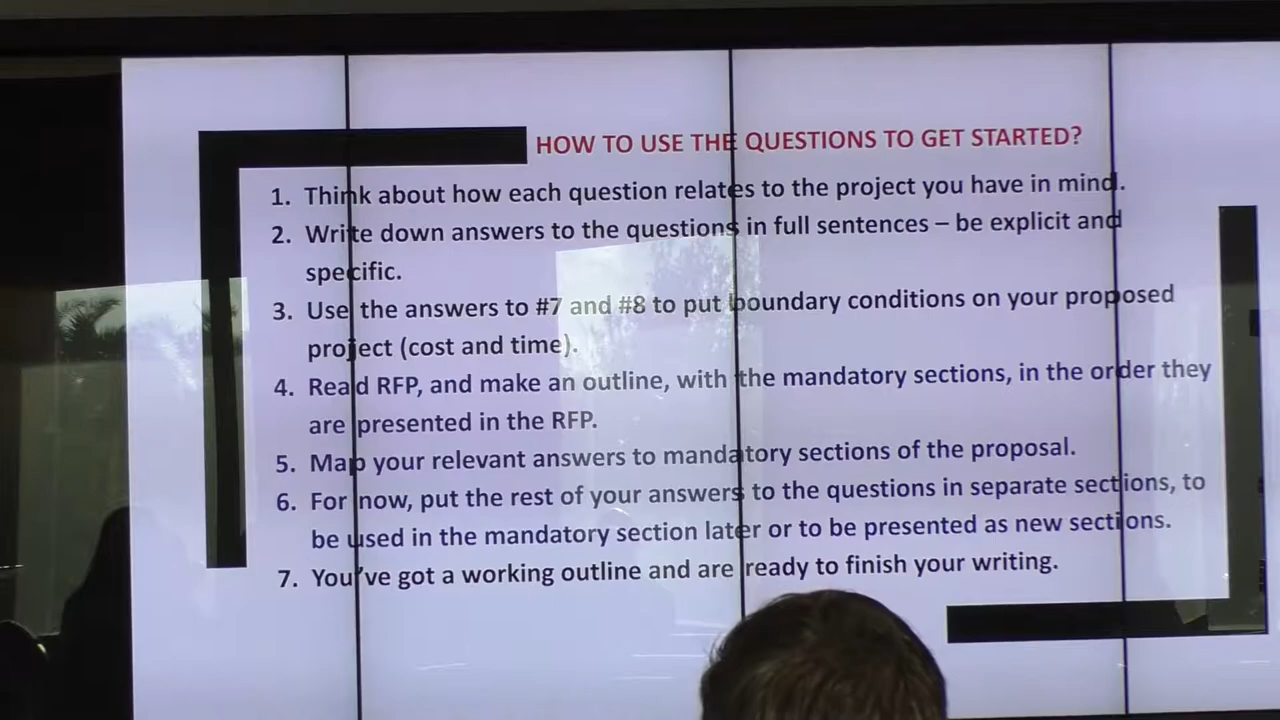 HOW TO USE THE QUESTIONS TO GET STARTED?
1. Think about how each question relates to the project you have in mind.
2. Write down answers to the questions in full sentences – be explicit and
specific.
3. Use the answers to #7 and #8 to put boundary conditions on your proposed
project (cost and time).
4. Read RFP, and make an outline, with the mandatory sections, in the order they
are presented in the RFP.
5. Map your relevant answers to mandatory sections of the proposal.
6. For now, put the rest of your answers to the questions in separate sections, to
be used in the mandatory section later or to be presented as new sections.
7. You've got a working outline and are ready to finish your writing.